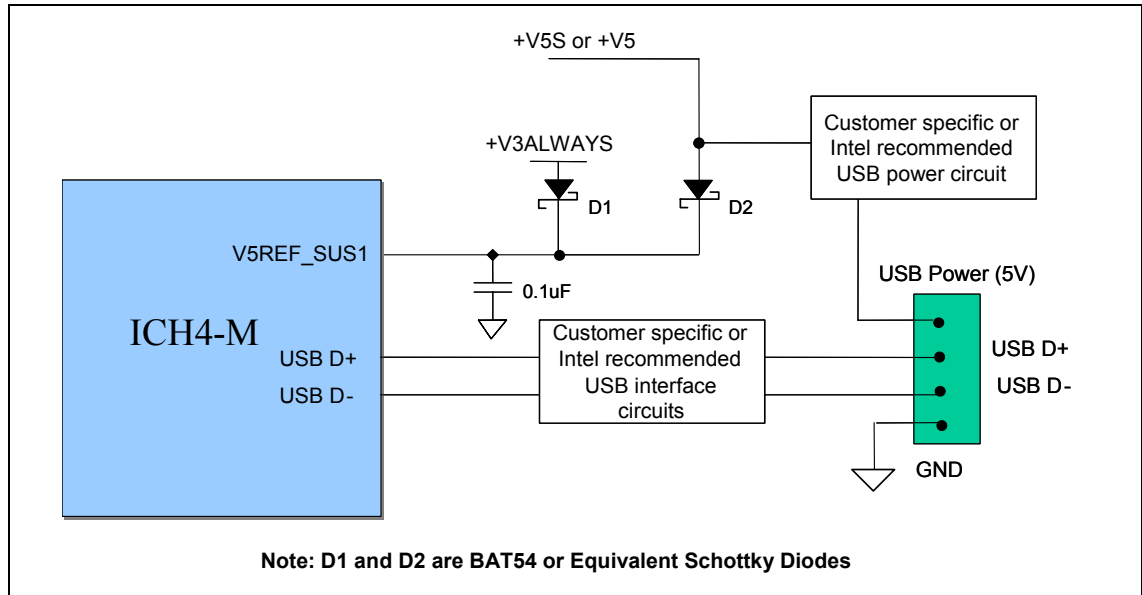 +V5S or +V5
Customer specific or
Intel recommended
USB power circuit
+V3ALWAYS
D1
D2
V5REF_SUS1
0.1uF
USB Power (5V)
ICH4-M
Customer specific or
Intel recommended
USB interface
circuits
USB D+
USB D-
USB D+
USB D-
GND
Note: D1 and D2 are BAT54 or Equivalent Schottky Diodes